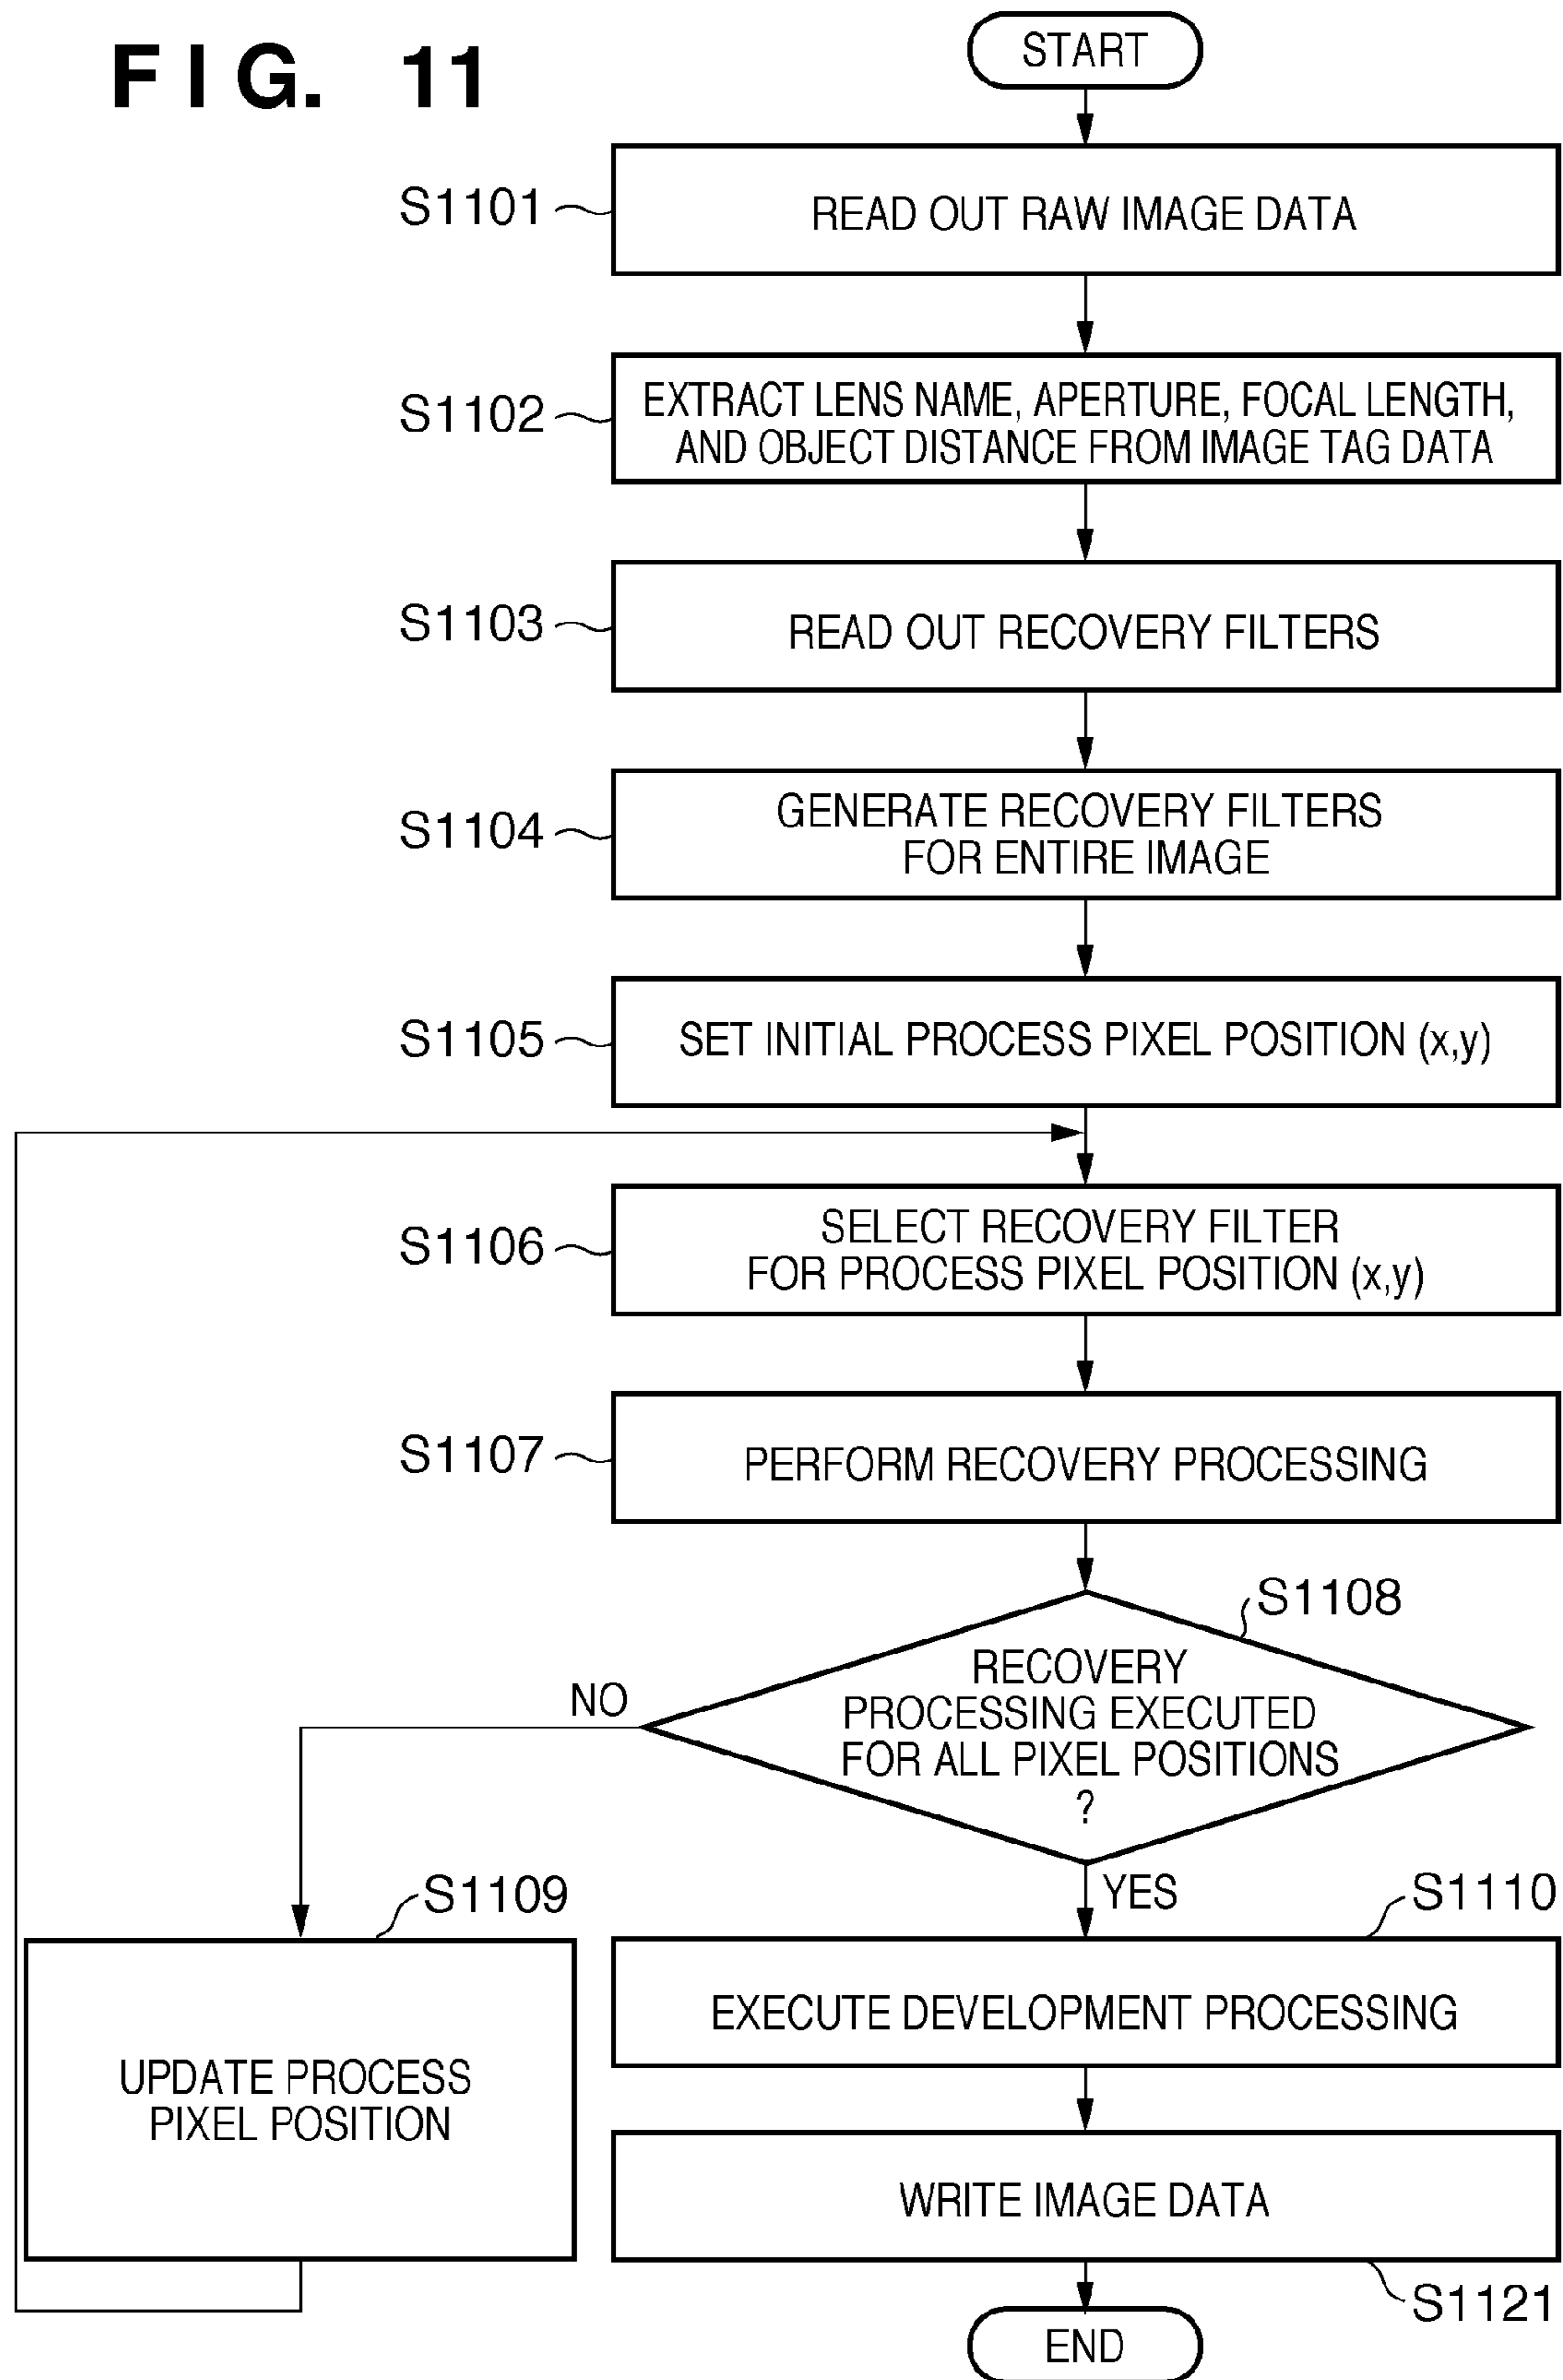 FIG. 11
START
S1101
READ OUT RAW IMAGE DATA
S1102
EXTRACT LENS NAME, APERTURE, FOCAL LENGTH,
AND OBJECT DISTANCE FROM IMAGE TAG DATA
S1103
READ OUT RECOVERY FILTERS
S1104
GENERATE RECOVERY FILTERS
FOR ENTIRE IMAGE
S1105
SET INITIAL PROCESS PIXEL POSITION (x,y)
S1106
SELECT RECOVERY FILTER
FOR PROCESS PIXEL POSITION (x,y)
S1107
PERFORM RECOVERY PROCESSING
S1108
RECOVERY
PROCESSING EXECUTED
FOR ALL PIXEL POSITIONS
?
NO
YES
S1109
UPDATE PROCESS
PIXEL POSITION
S1110
EXECUTE DEVELOPMENT PROCESSING
WRITE IMAGE DATA
S1121
END